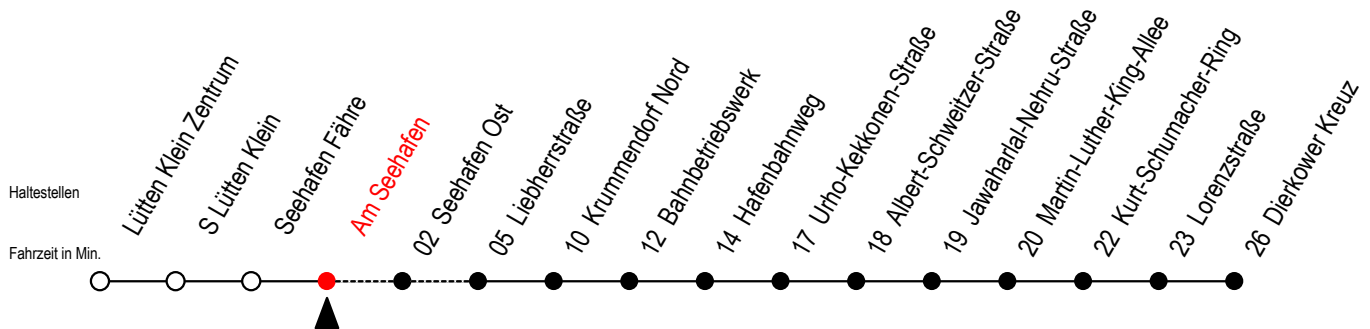 Haltestellen
Fahrzeit in Min.
Lütten Klein Zentrum
S Lütten Klein
Seehafen Fähre
Am Seehafen
02 Seehafen Ost
05 Liebherrstraße
10 Krummendorf Nord
12 Bahnbetriebswerk
14 Hafenbahnweg
17 Urho-Kekkonen-Straße
18 Albert-Schweitzer-Straße
19 Jawaharlal-Nehru-Straße
20 Martin-Luther-King-Allee
22 Kurt-Schumacher-Ring
23 Lorenzstraße
26 Dierkower Kreuz